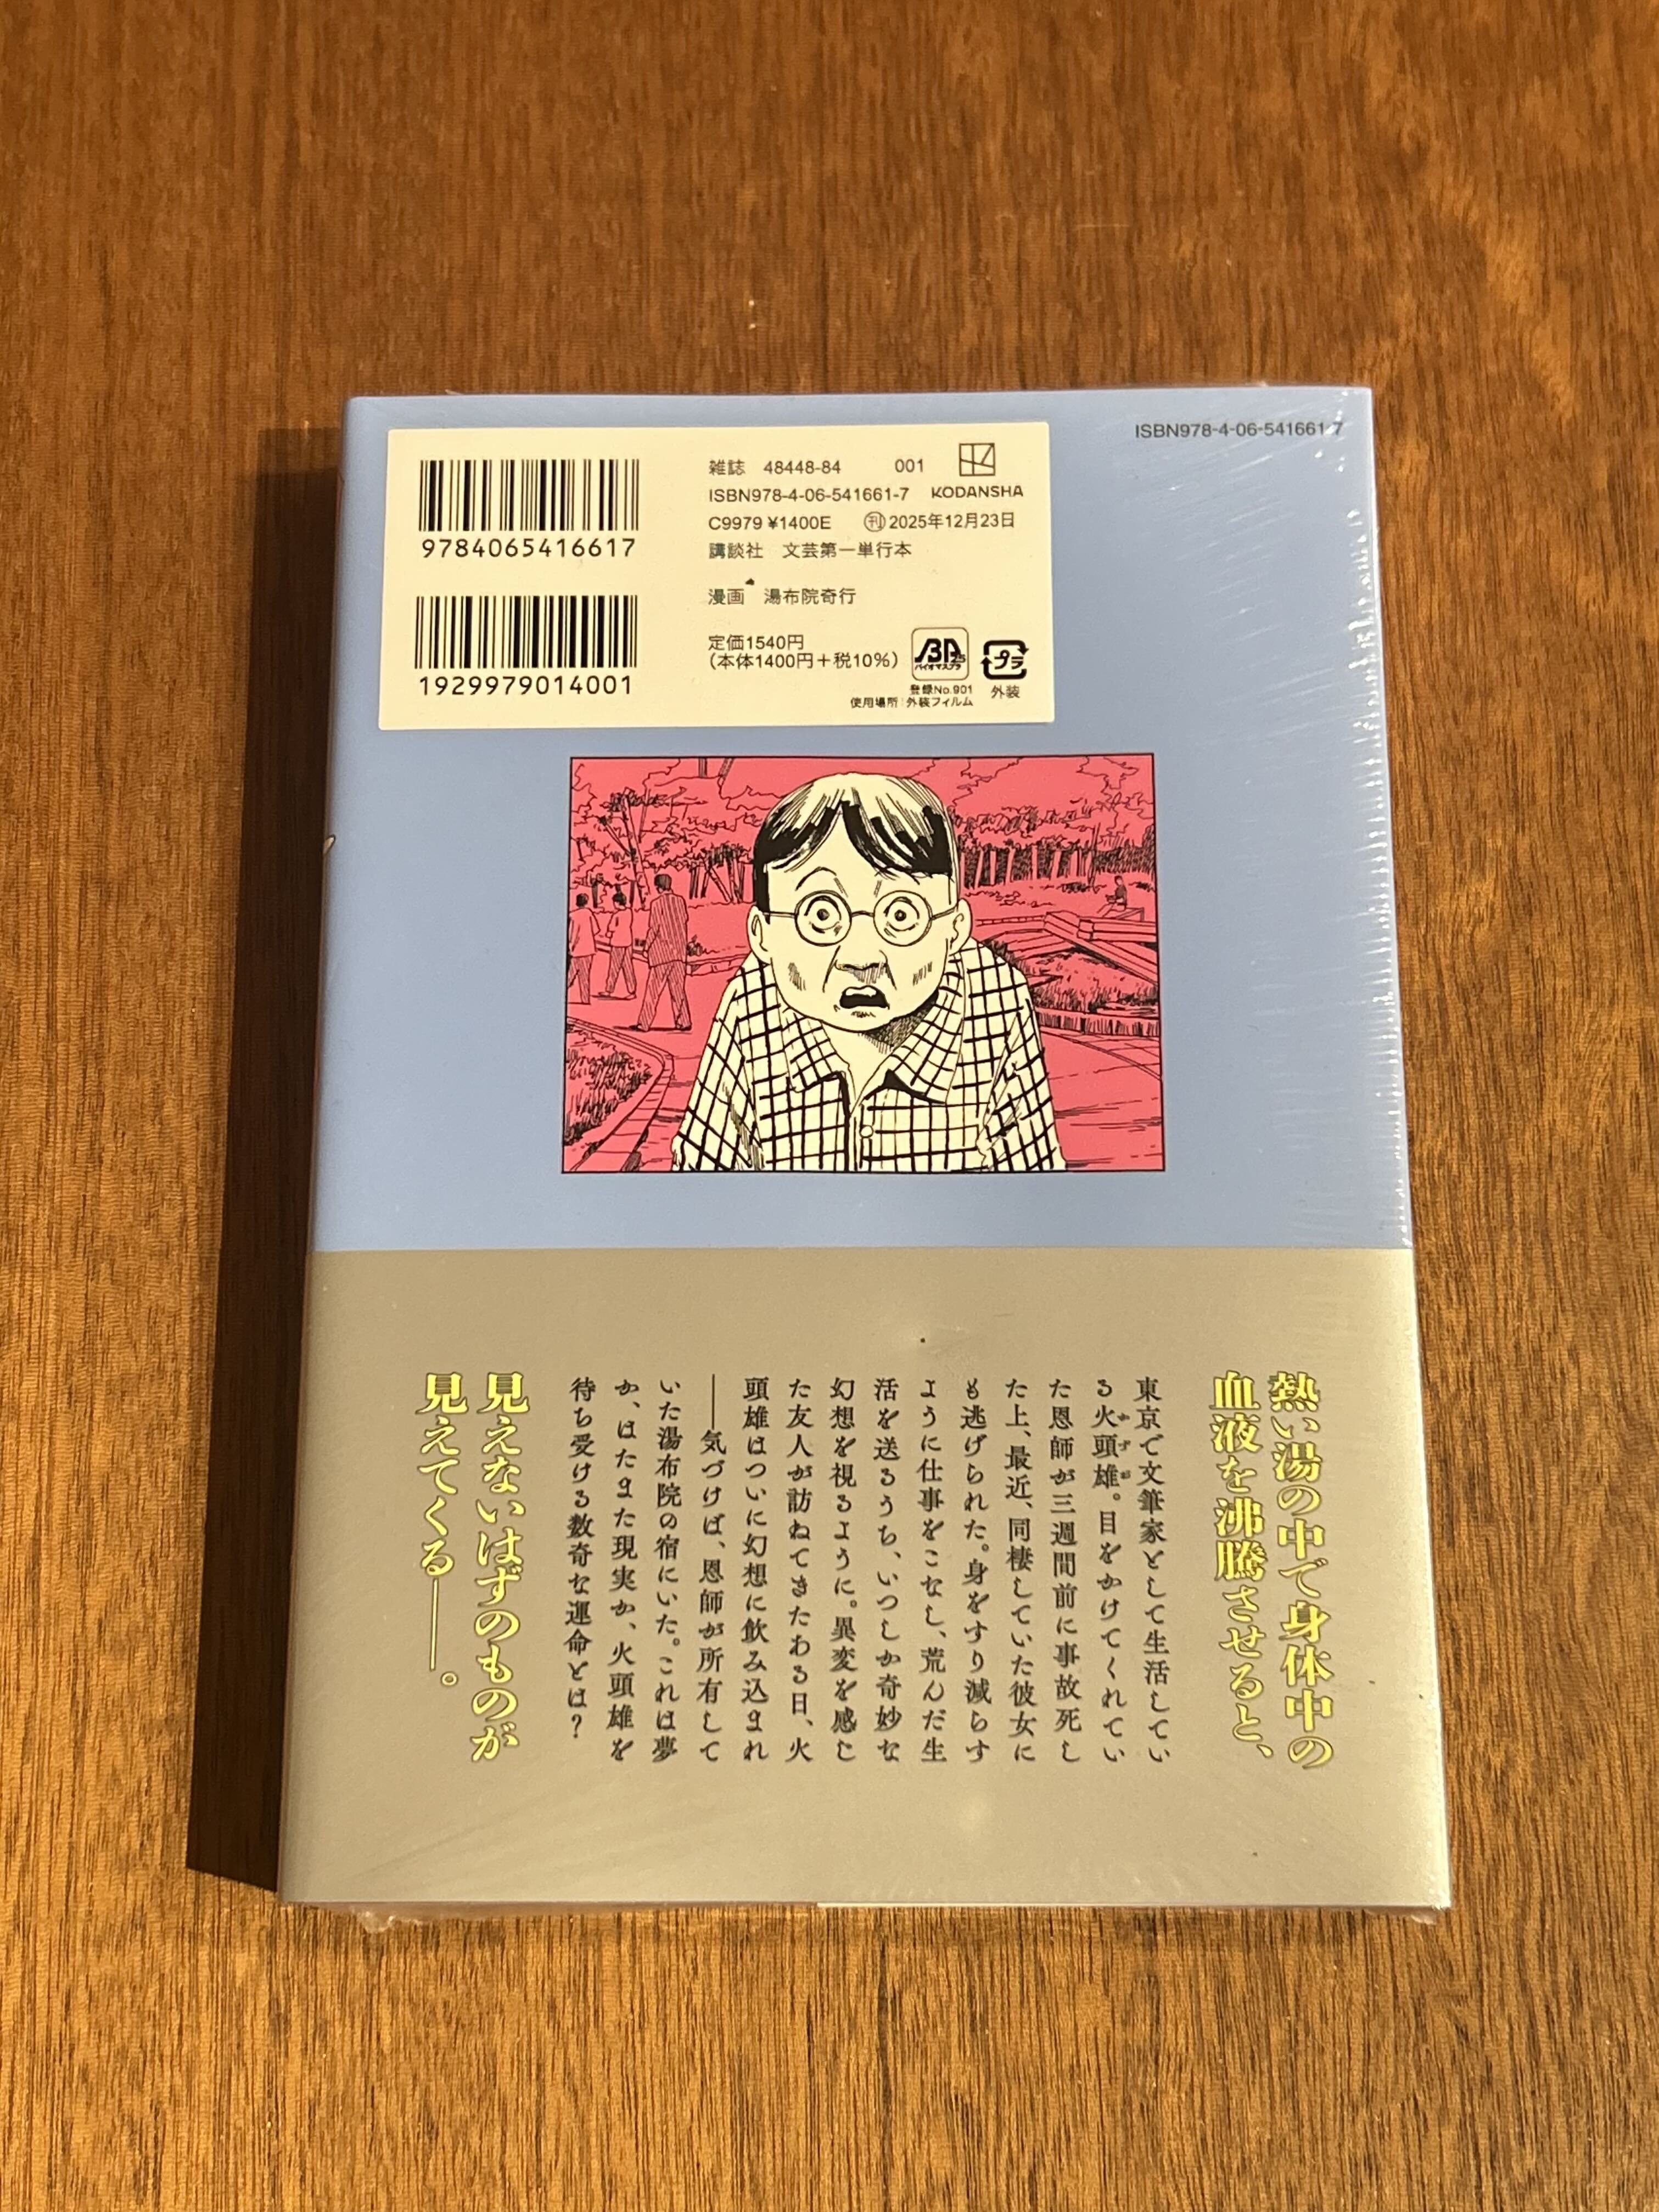 ISBN978-4-06-541661-7
9784065416617
1929979014001
雑誌 48448-84 001
ISBN978-4-06-541661-7 KODANSHA
C9979 ¥1400E ㊞2025年12月23日
講談社 文芸第一単行本
漫画 湯布院奇行
定価1540円
(本体1400円+税10%)
バイオマスプラ
登録No.901
使用場所:外装フィルム
プラ
外装
熱い湯の中で身体中の
血液を沸騰させると、
東京で文筆家として生活してい
る火頭雄。目をかけてくれてい
かずお
た恩師が三週間前に事故死し
た上、最近、同棲していた彼女に
も逃げられた。身をすり減らす
ように仕事をこなし、荒んだ生
活を送るうち、いつしか奇妙な
幻想を視るように。異変を感じ
た友人が訪ねてきたある日、火
頭雄はついに幻想に飲み込まれ
――気づけば、恩師が所有して
いた湯布院の宿にいた。これは夢
か、はたまた現実か、火頭雄を
待ち受ける数奇な運命とは?
見えないはずのものが
見えてくる――。